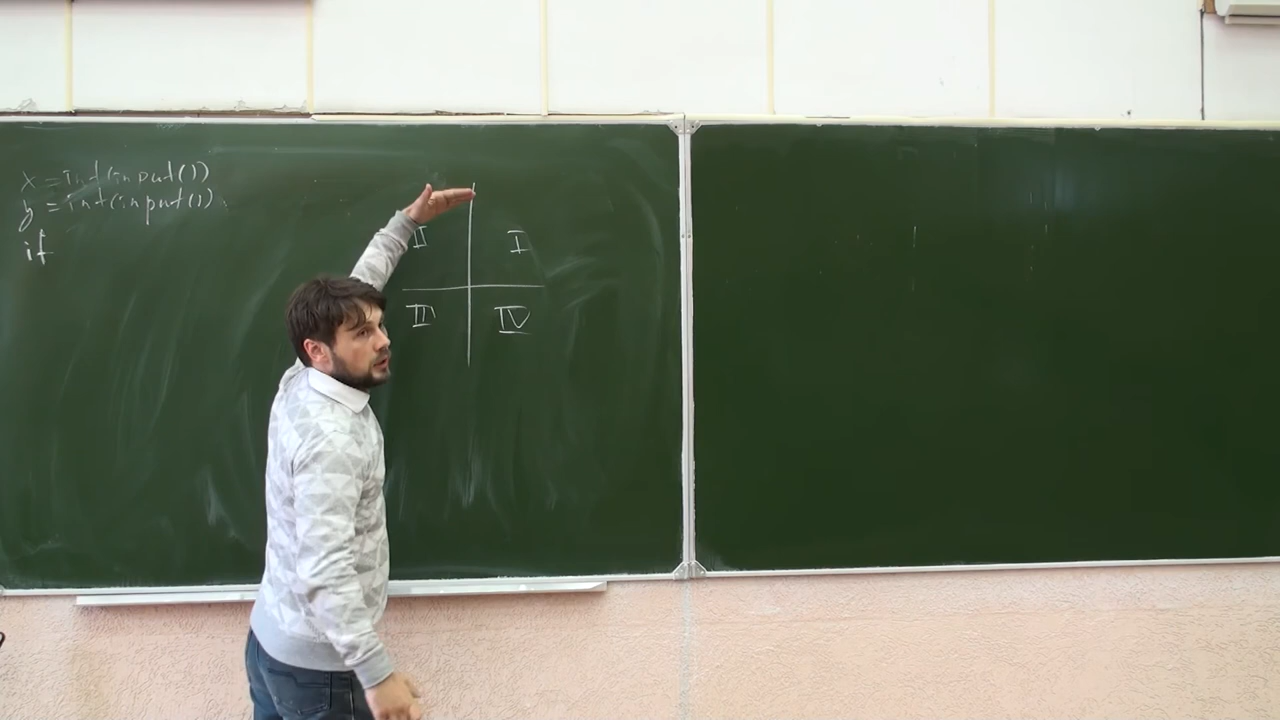 x = int(input())
y = int(input())
if
II I
III IV